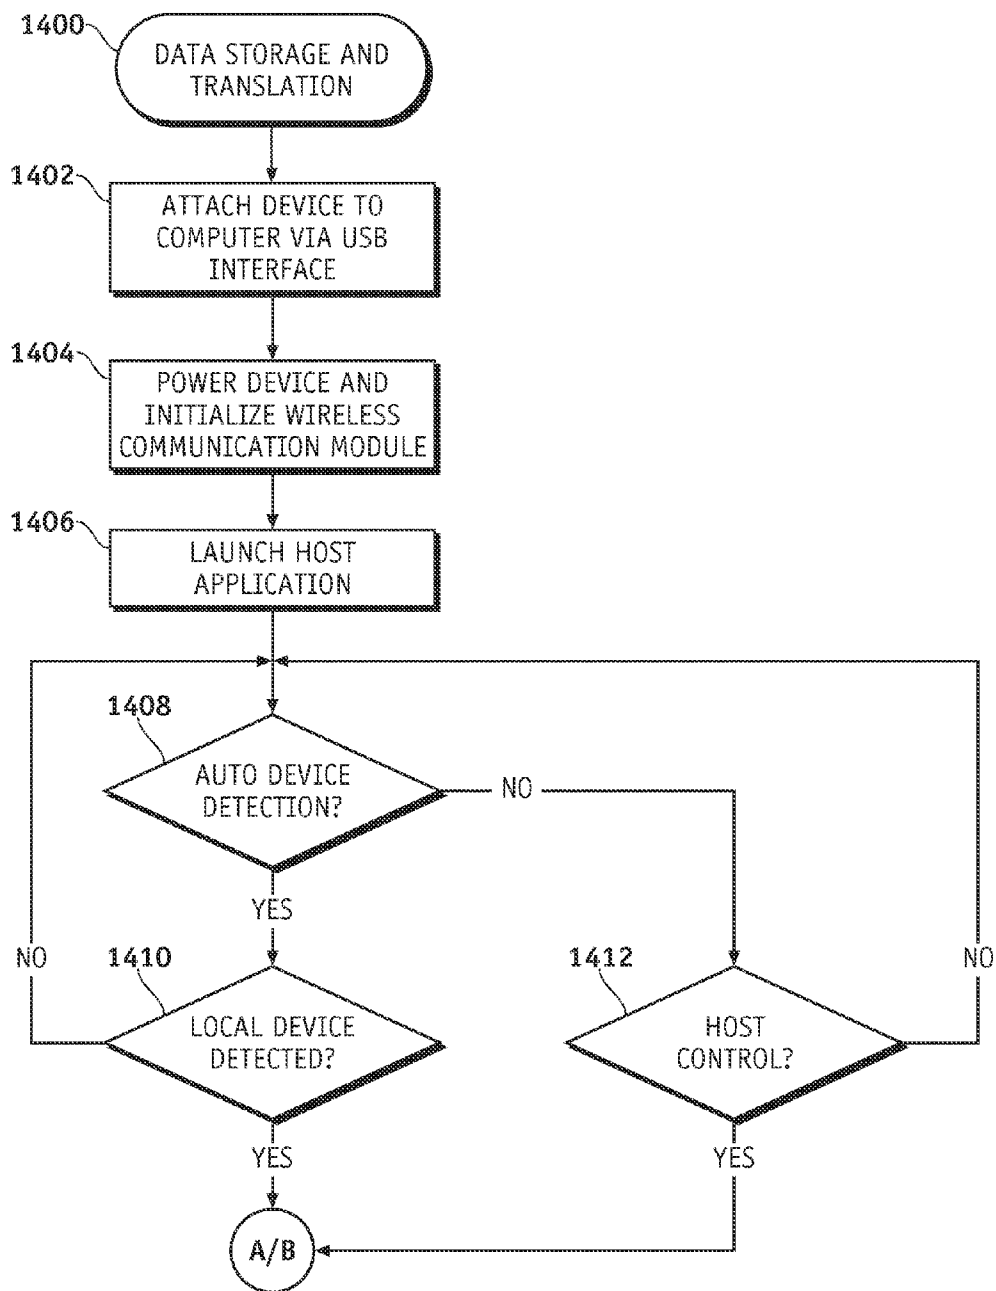 1400
DATA STORAGE AND
TRANSLATION
1402
ATTACH DEVICE TO
COMPUTER VIA USB
INTERFACE
1404
POWER DEVICE AND
INITIALIZE WIRELESS
COMMUNICATION MODULE
1406
LAUNCH HOST
APPLICATION
1408
AUTO DEVICE
DETECTION?
NO
YES
NO
1410
LOCAL DEVICE
DETECTED?
1412
HOST
CONTROL?
NO
YES
YES
A/B